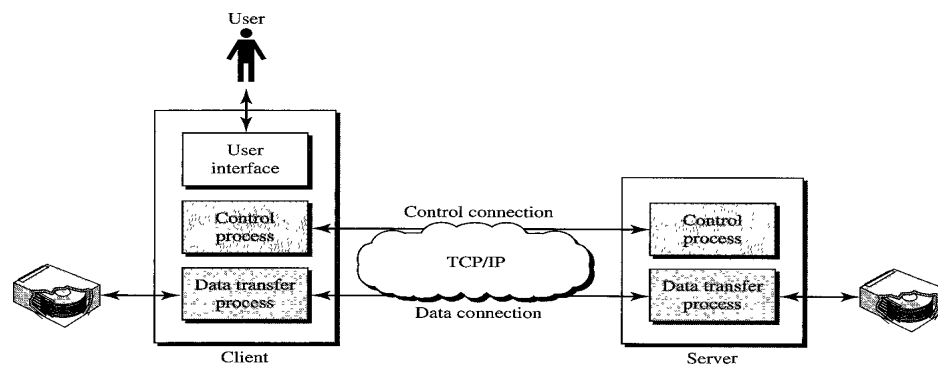 User
User
interface
Control
process
Data transfer
process
Client
Control connection
TCP/IP
Data connection
Control
process
Data transfer
process
Server